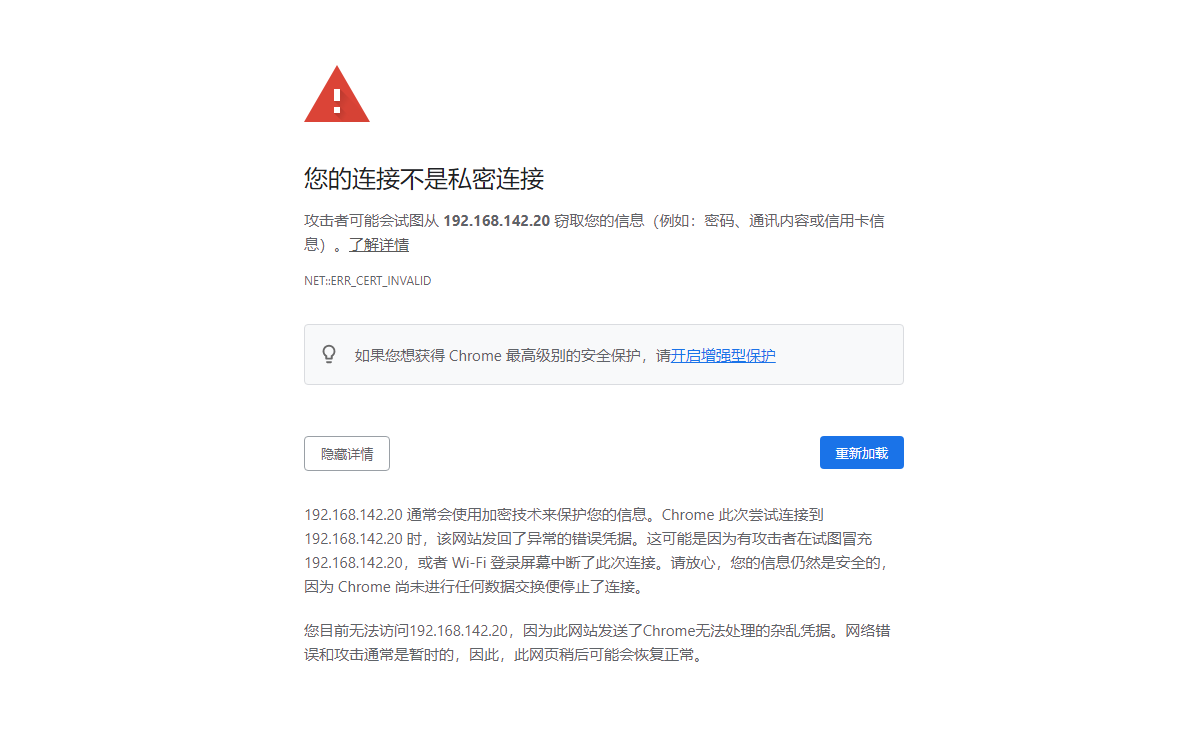 您的连接不是私密连接
攻击者可能会试图从 192.168.142.20 窃取您的信息（例如：密码、通讯内容或信用卡信
息）。了解详情
NET::ERR_CERT_INVALID
如果您想获得 Chrome 最高级别的安全保护，请开启增强型保护
隐藏详情
重新加载
192.168.142.20 通常会使用加密技术来保护您的信息。Chrome 此次尝试连接到
192.168.142.20 时，该网站发回了异常的错误凭据。这可能是因为有攻击者在试图冒充
192.168.142.20，或者 Wi-Fi 登录屏幕中断了此次连接。请放心，您的信息仍然是安全的，
因为 Chrome 尚未进行任何数据交换便停止了连接。
您目前无法访问192.168.142.20，因为此网站发送了Chrome无法处理的杂乱凭据。网络错
误和攻击通常是暂时的，因此，此网页稍后可能会恢复正常。